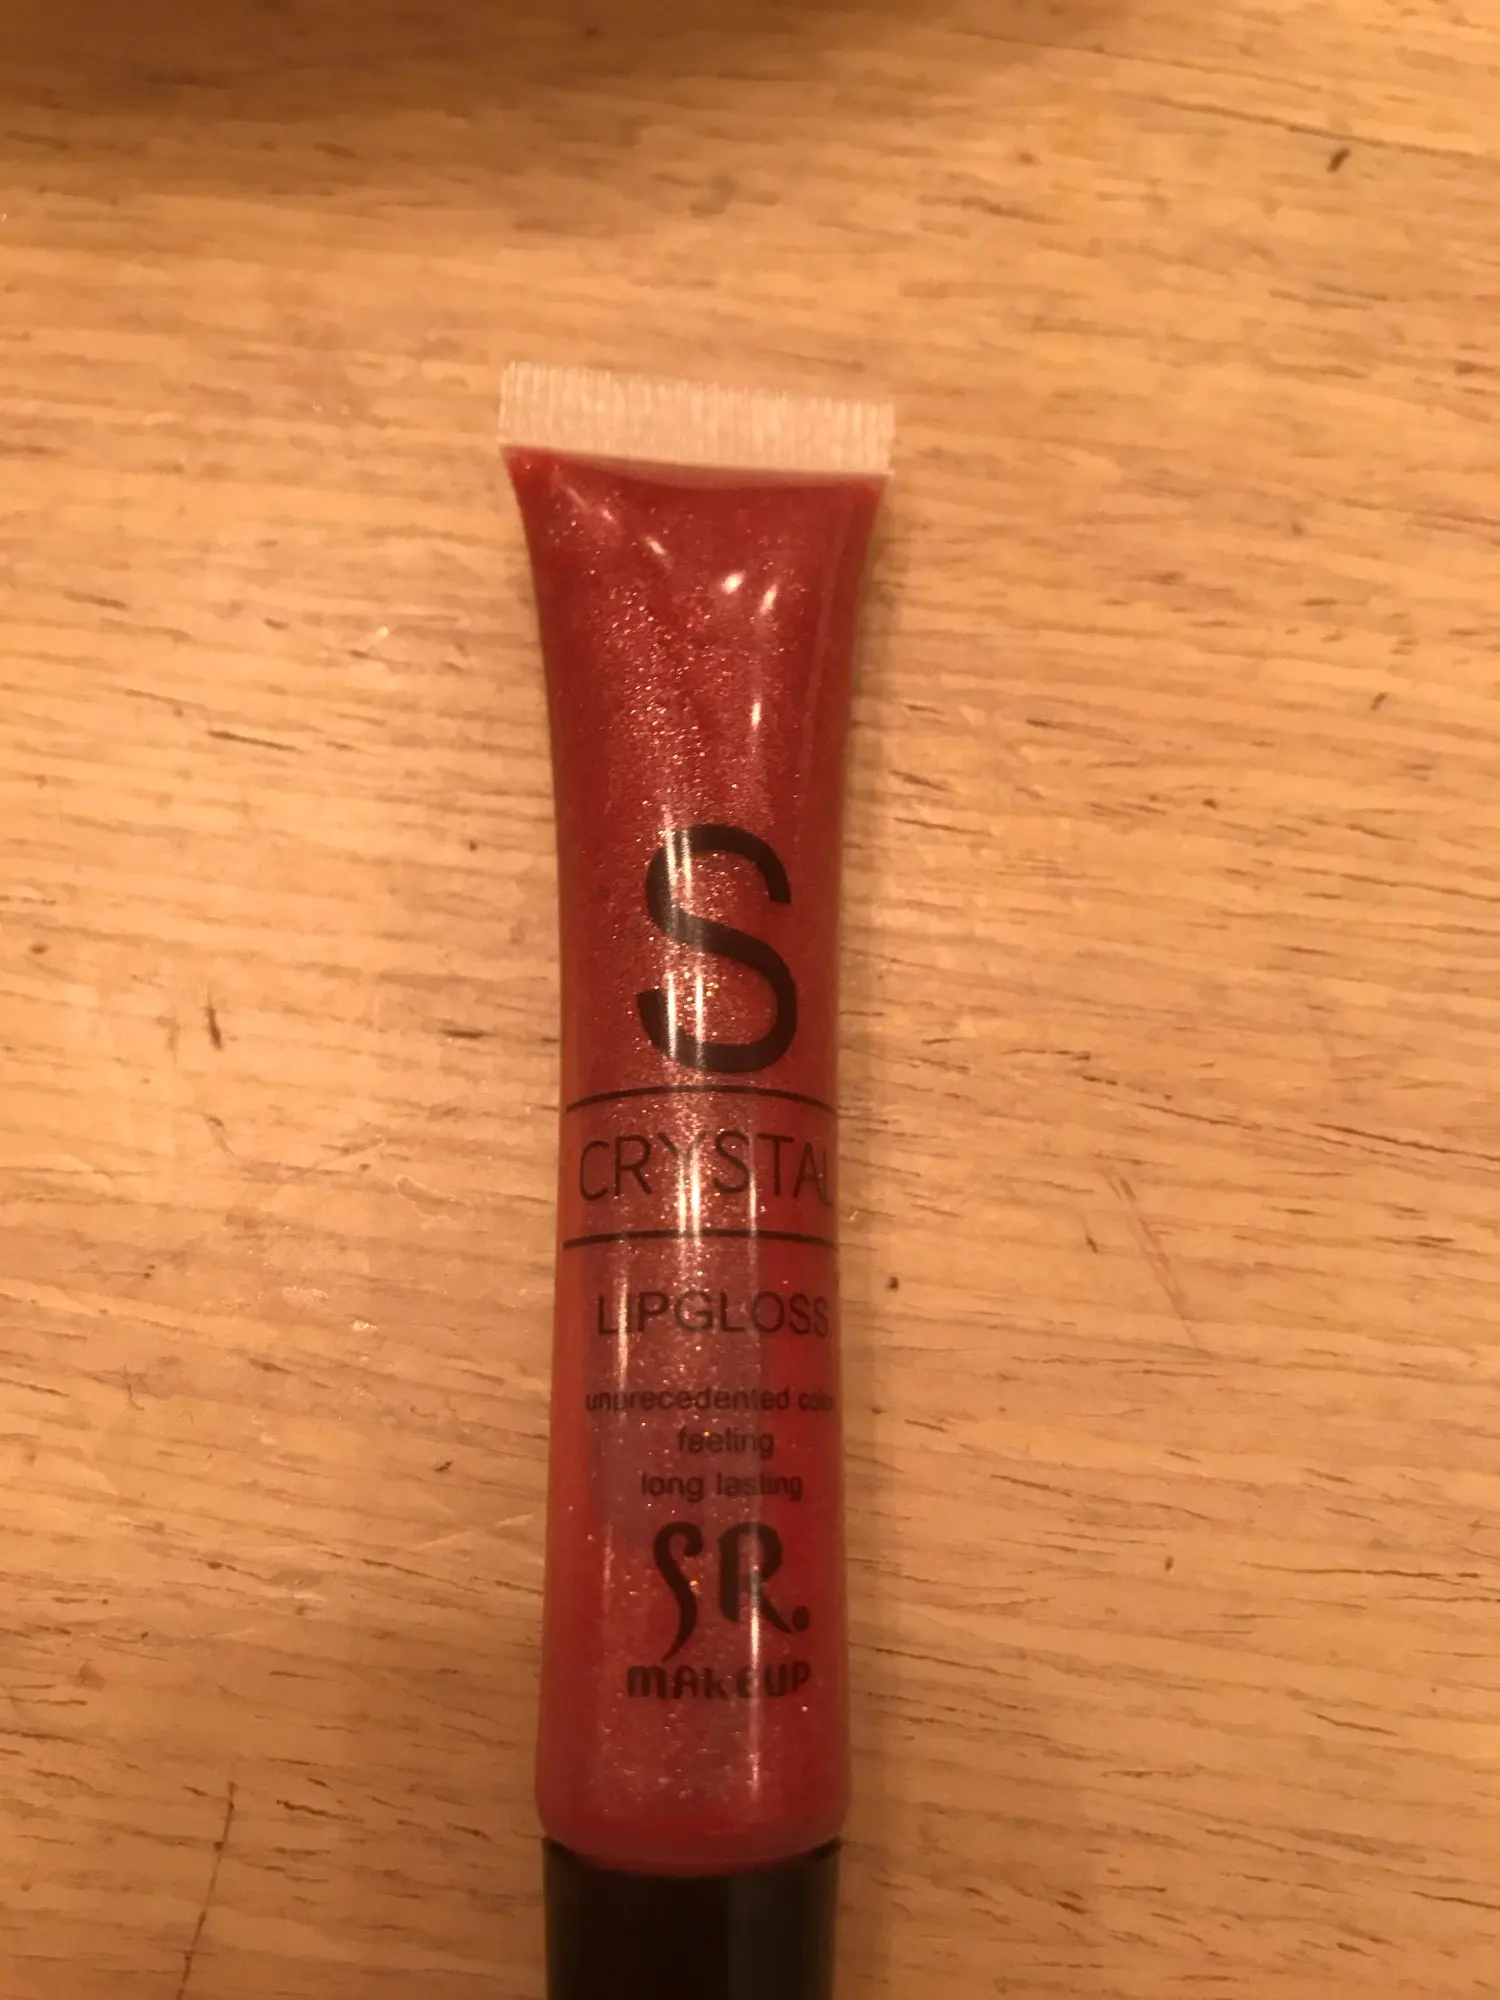 S
CRYSTAL
LIPGLOSS
unprecedented color
feeling
long lasting
SR.
MAKEUP